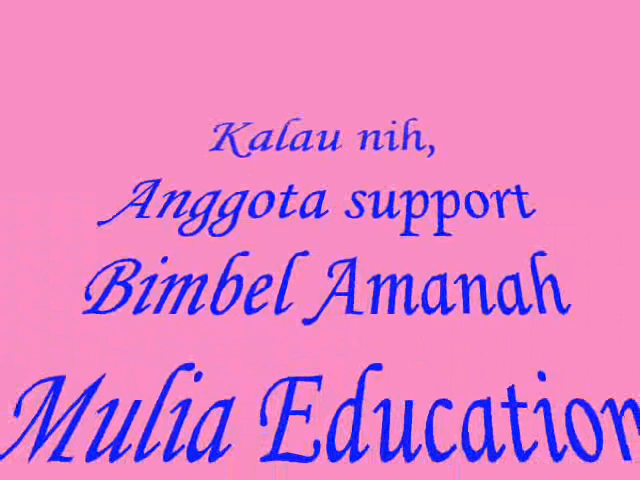 Kalau nih,
Anggota support
Bimbel Amanah
Mulia Education